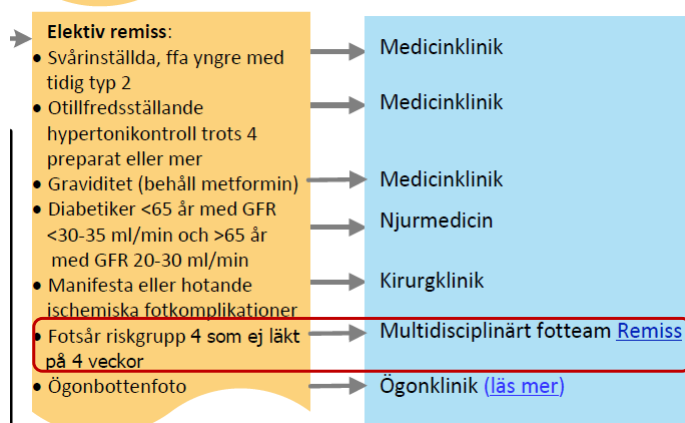 Elektiv remiss:
• Svårinställda, ffa yngre med
tidig typ 2
• Otillfredsställande
hypertonikontroll trots 4
preparat eller mer
• Graviditet (behåll metformin)
• Diabetiker <65 år med GFR
<30-35 ml/min och >65 år
med GFR 20-30 ml/min
• Manifesta eller hotande
ischemiska fotkomplikationer
• Fotsår riskgrupp 4 som ej läkt
på 4 veckor
• Ögonbottenfoto
Medicinklinik
Medicinklinik
Medicinklinik
Njurmedicin
Kirurgklinik
Multidisciplinärt fotteam Remiss
Ögonklinik (läs mer)